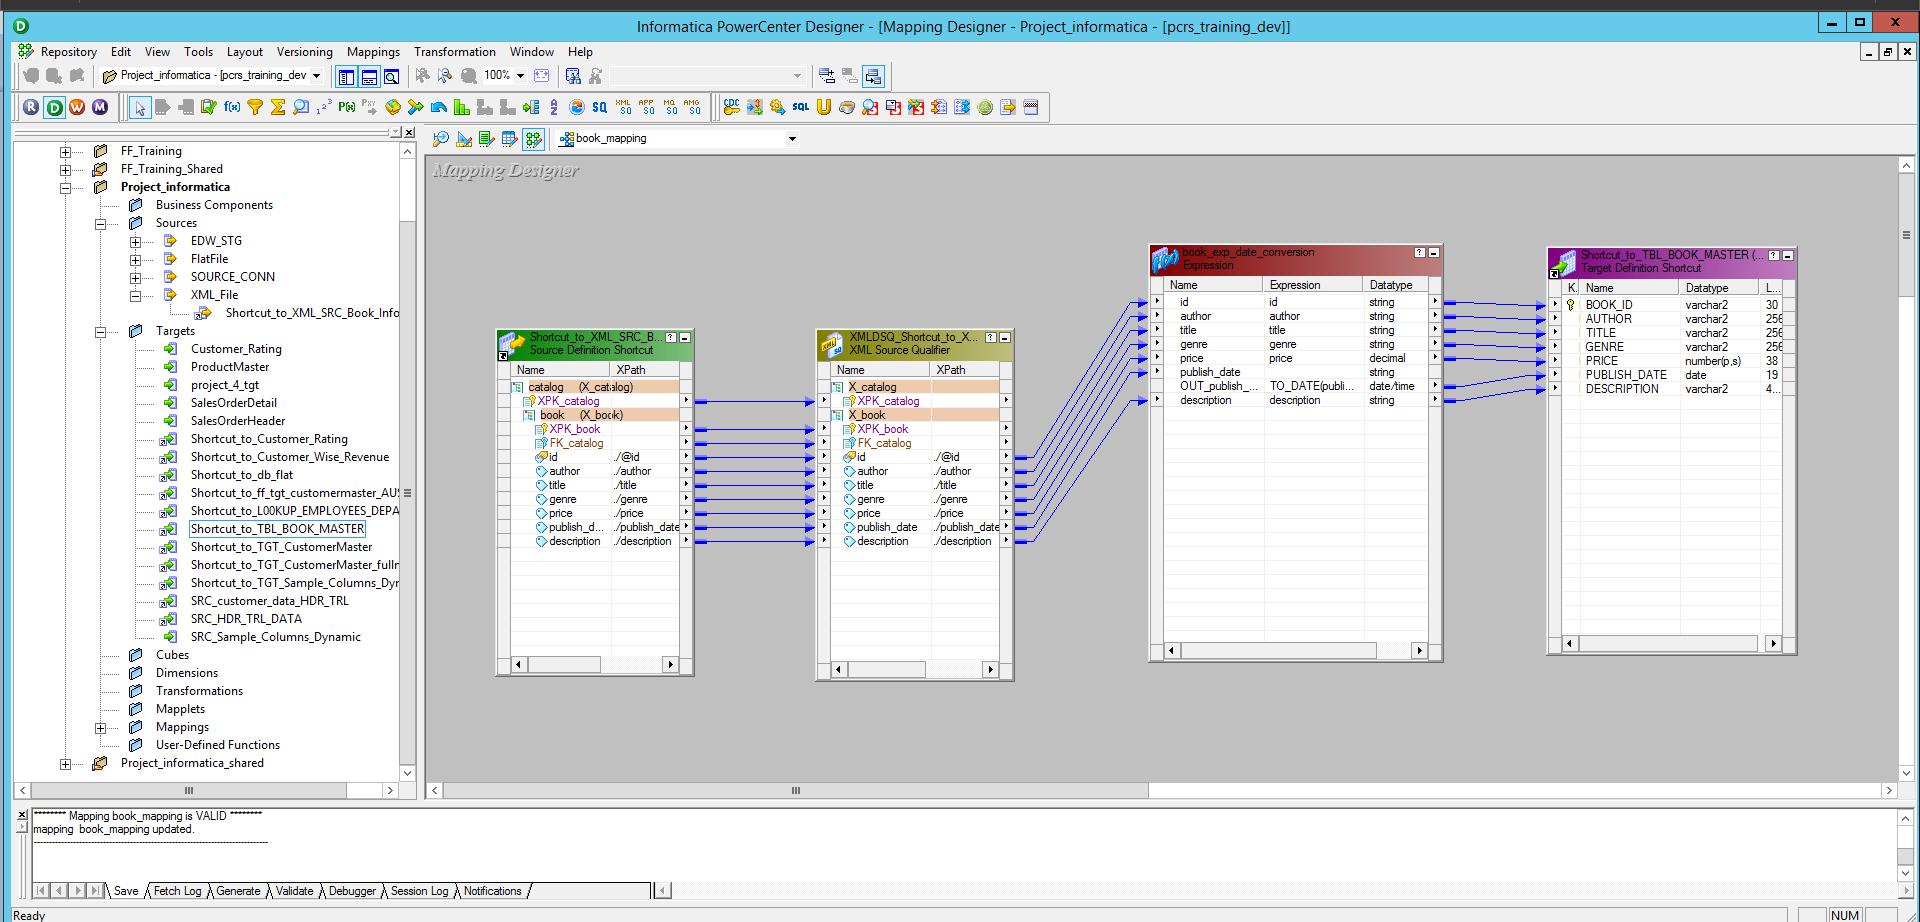 Informatica PowerCenter Designer - [Mapping Designer - Project_informatica - [pcrs_training_dev]]
Repository Edit View Tools Layout Versioning Mappings Transformation Window Help
Project_informatica - [pcrs_training_dev 100%
book_mapping
FF_Training
FF_Training_Shared
Project_informatica
Business Components
Sources
EDW_STG
FlatFile
SOURCE_CONN
XML_File
Shortcut_to_XML_SRC_Book_Info
Targets
Customer_Rating
ProductMaster
project_4_tgt
SalesOrderDetail
SalesOrderHeader
Shortcut_to_Customer_Rating
Shortcut_to_Customer_Wise_Revenue
Shortcut_to_db_flat
Shortcut_to_ff_tgt_customermaster_AUS
Shortcut_to_L00KUP_EMPLOYEES_DEPA
Shortcut_to_TBL_BOOK_MASTER
Shortcut_to_TGT_CustomerMaster
Shortcut_to_TGT_CustomerMaster_fullr
Shortcut_to_TGT_Sample_Columns_Dyr
SRC_customer_data_HDR_TRL
SRC_HDR_TRL_DATA
SRC_Sample_Columns_Dynamic
Cubes
Dimensions
Transformations
Mapplets
Mappings
User-Defined Functions
Project_informatica_shared
Mapping Designer
Shortcut_to_XML_SRC_B...
Source Definition Shortcut
Name XPath
catalog (X_catalog)
XPK_catalog
book (X_book)
XPK_book
FK_catalog
id ./@id
author ./author
title ./title
genre ./genre
price ./price
publish_d... ./publish_date
description ./description
XMLDSQ_Shortcut_to_X...
XML Source Qualifier
Name XPath
X_catalog
XPK_catalog
X_book
XPK_book
FK_catalog
id ./@id
author ./author
title ./title
genre ./genre
price ./price
publish_date ./publish_date
description ./description
book_exp_date_conversion
Expression
Name Expression Datatype
id id string
author author string
title title string
genre genre string
price price decimal
publish_date string
OUT_publish_... TO_DATE(publi... date/time
description description string
Shortcut_to_TBL_BOOK_MASTER (...
Target Definition Shortcut
K Name Datatype L...
BOOK_ID varchar2 30
AUTHOR varchar2 256
TITLE varchar2 256
GENRE varchar2 256
PRICE number(p,s) 38
PUBLISH_DATE date 19
DESCRIPTION varchar2 4...
******** Mapping book_mapping is VALID ********
mapping book_mapping updated.
Save Fetch Log Generate Validate Debugger Session Log Notifications
Ready NUM